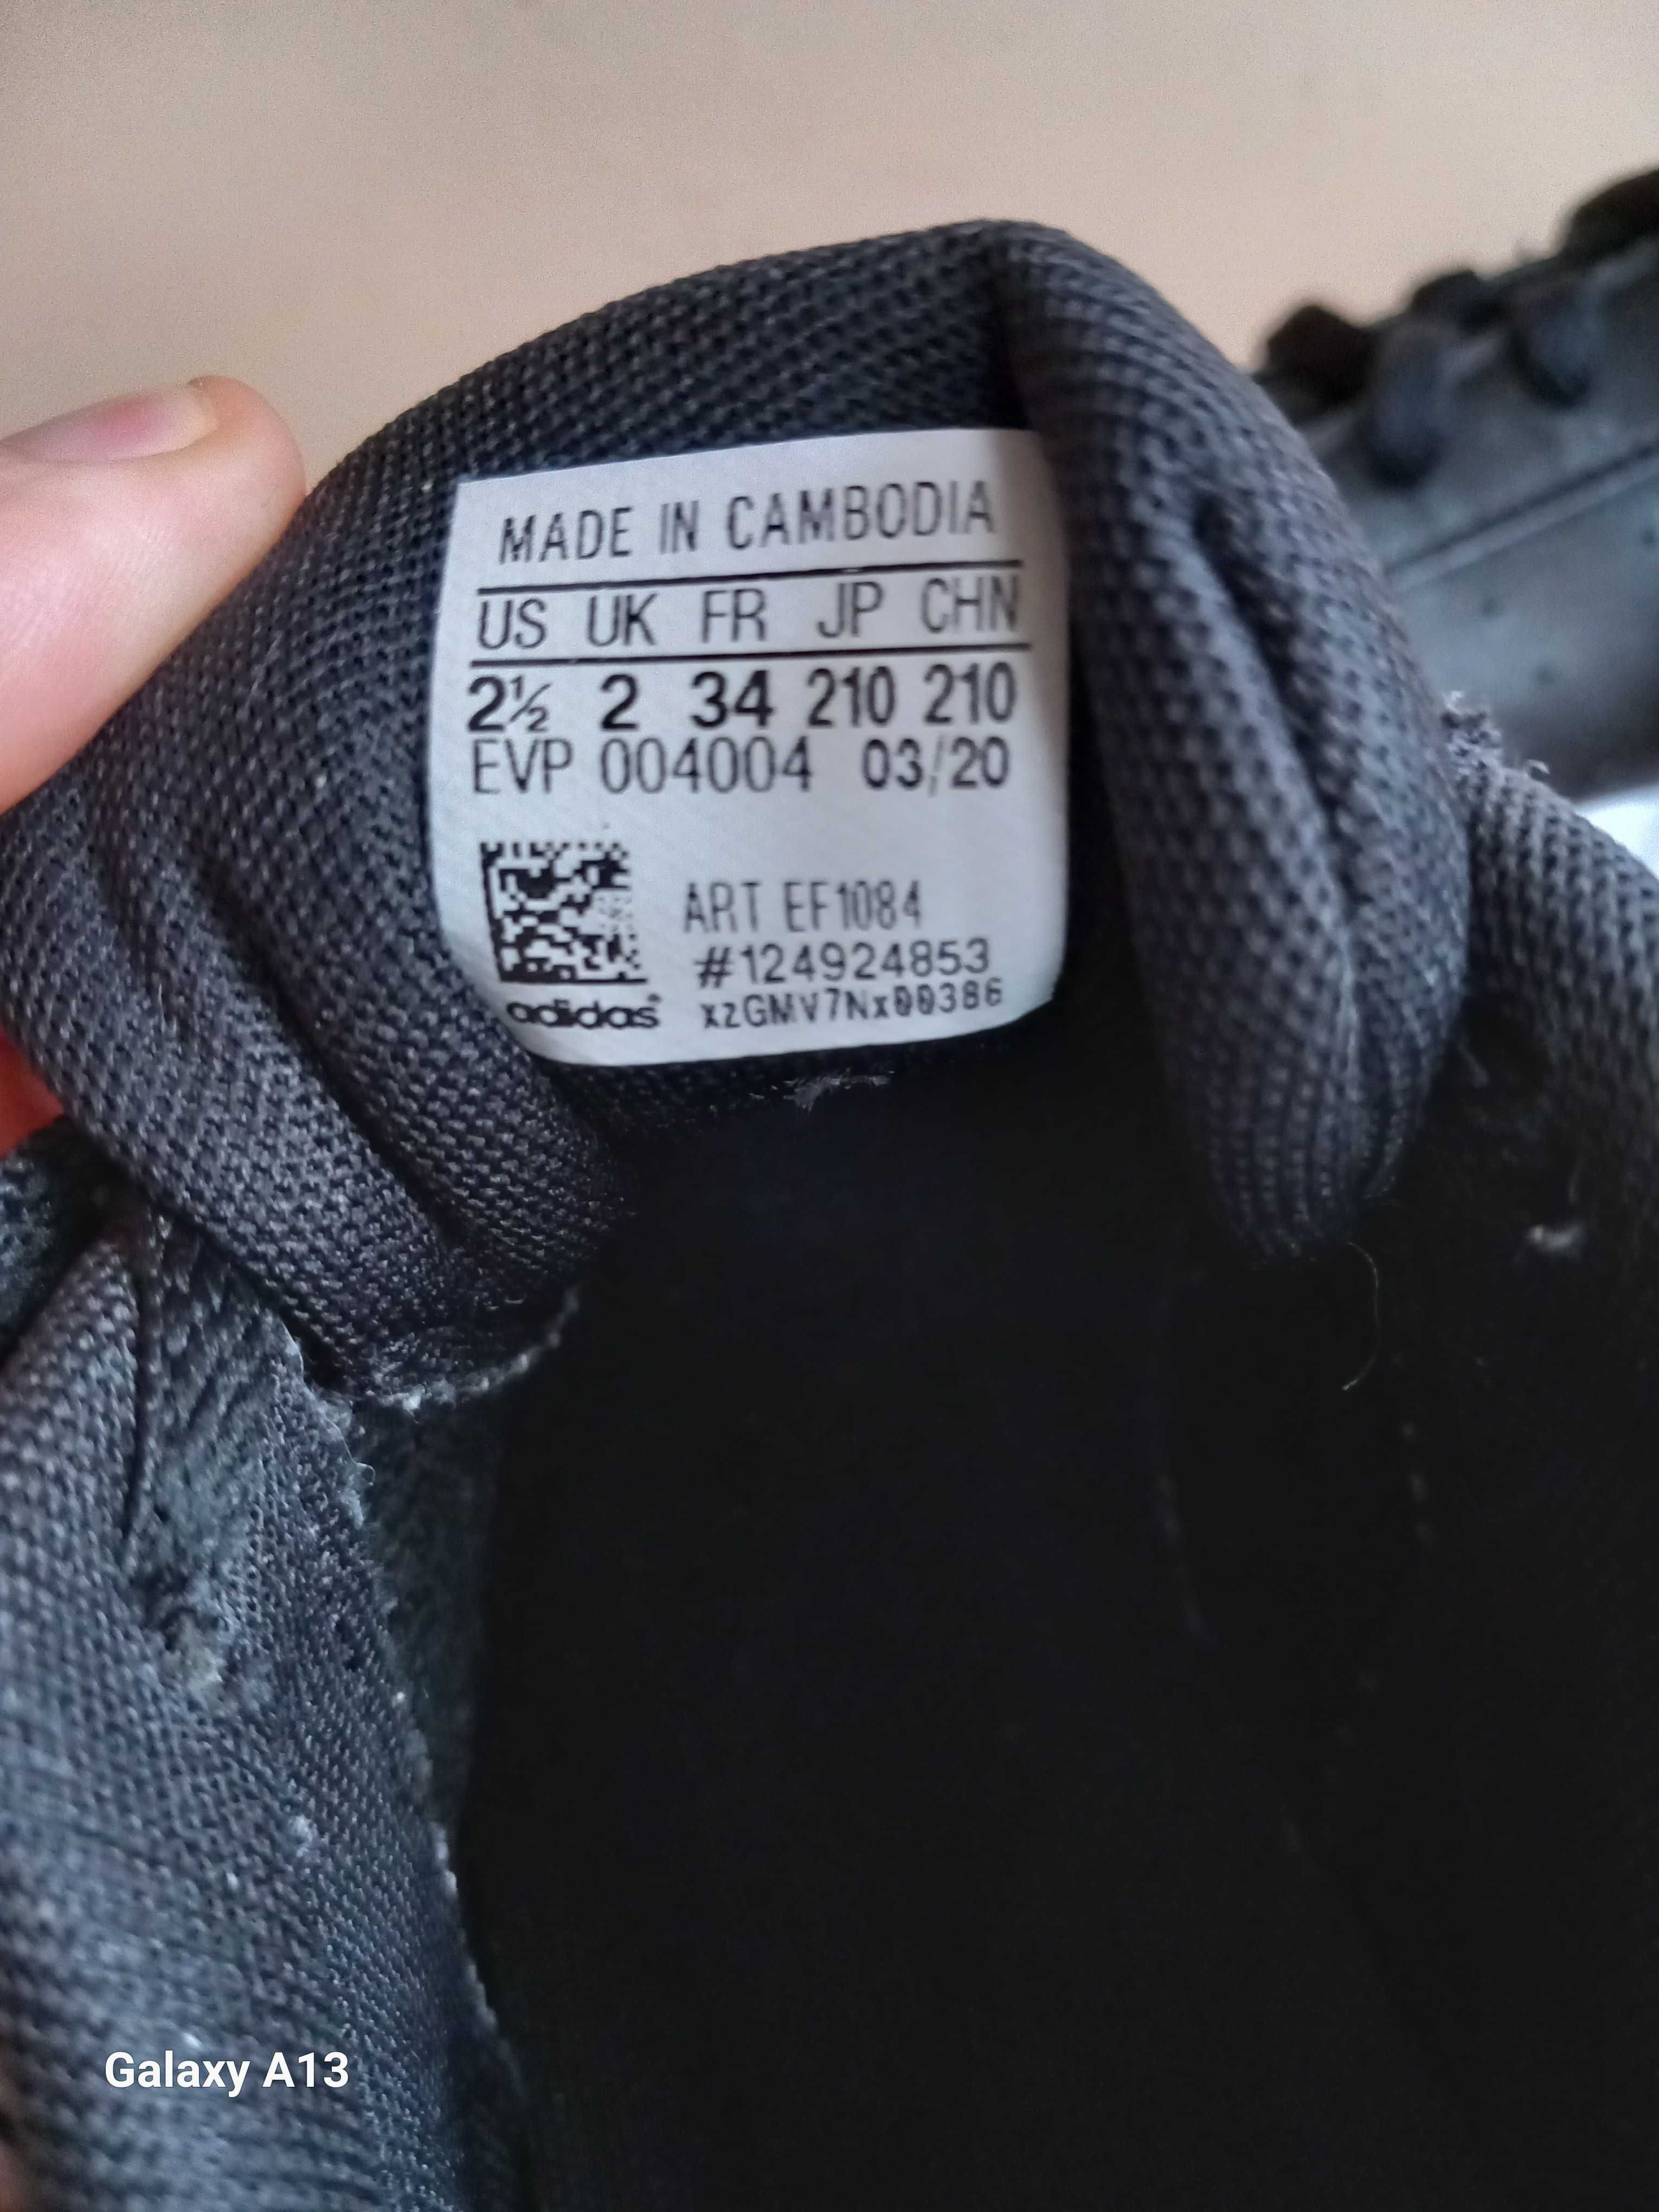 MADE IN CAMBODIA
US UK FR JP CHN
2½ 2 34 210 210
EVP 004004 03/20
ART EF1084
#124924853
adidas® xzGMV7Nx00386
Galaxy A13